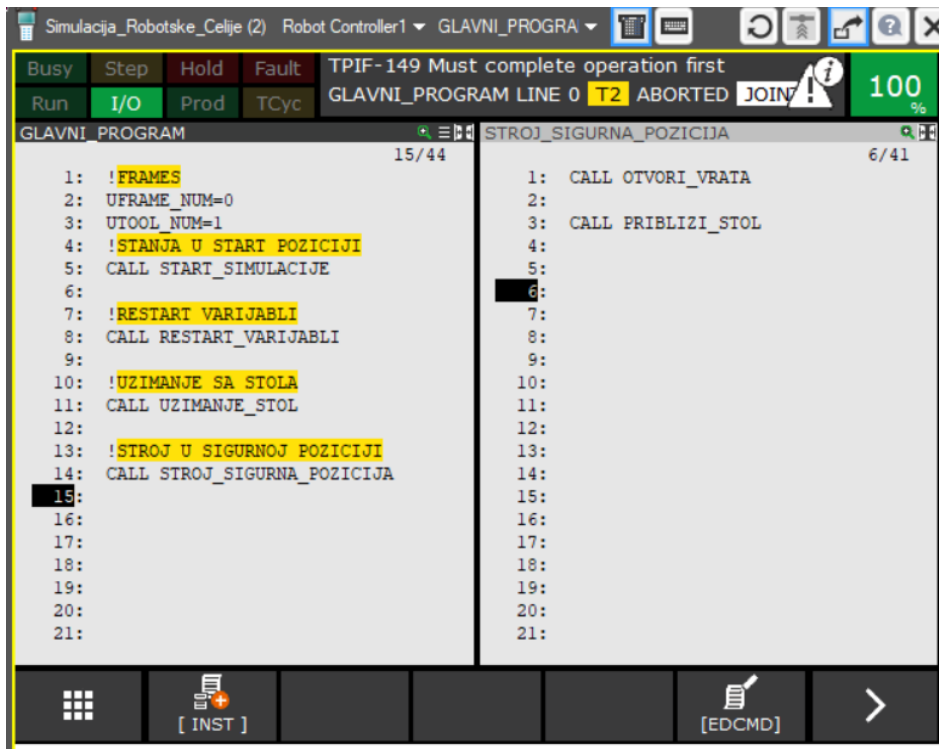 Simulacija_Robotske_Celije (2) Robot Controller1 GLAVNI_PROGRA
Busy Step Hold Fault
Run I/O Prod TCyc
TPIF-149 Must complete operation first
GLAVNI_PROGRAM LINE 0 T2 ABORTED JOIN
100
%
GLAVNI_PROGRAM
15/44
1: !FRAMES
2: UFRAME_NUM=0
3: UTOOL_NUM=1
4: !STANJA U START POZICIJI
5: CALL START_SIMULACIJE
6:
7: !RESTART VARIJABLI
8: CALL RESTART_VARIJABLI
9:
10: !UZIMANJE SA STOLA
11: CALL UZIMANJE_STOL
12:
13: !STROJ U SIGURNOJ POZICIJI
14: CALL STROJ_SIGURNA_POZICIJA
15:
16:
17:
18:
19:
20:
21:
STROJ_SIGURNA_POZICIJA
6/41
1: CALL OTVORI_VRATA
2:
3: CALL PRIBLIZI_STOL
4:
5:
6:
7:
8:
9:
10:
11:
12:
13:
14:
15:
16:
17:
18:
19:
20:
21:
[ INST ]
[EDCMD]